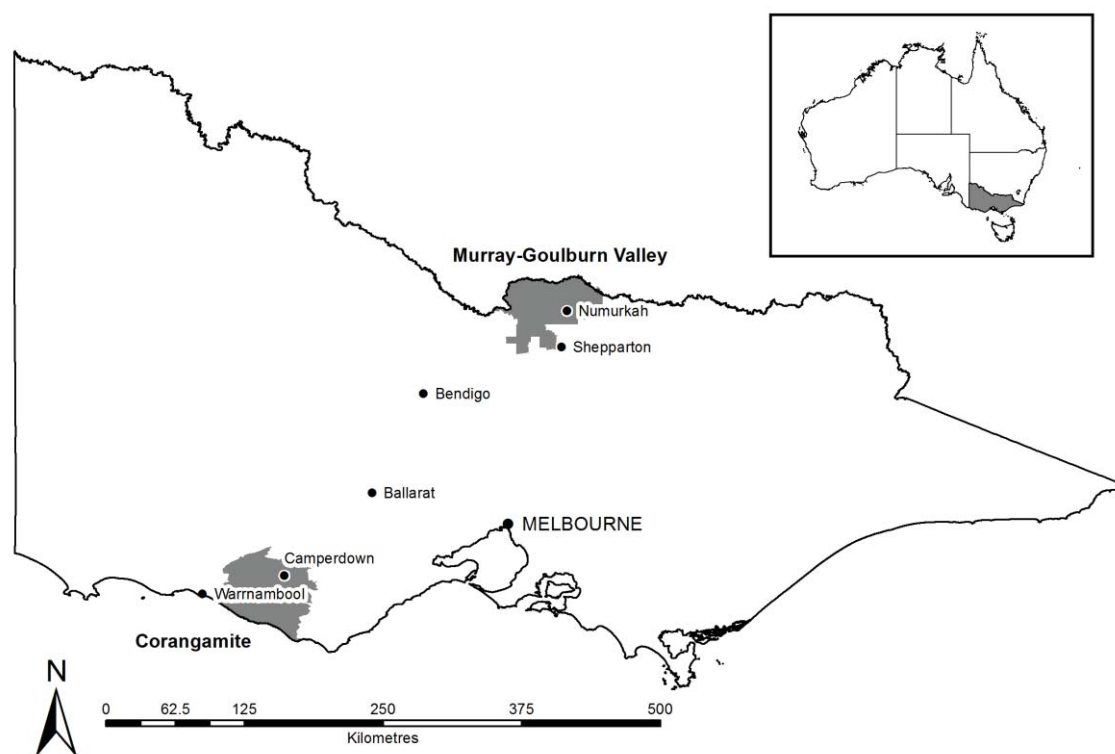 Murray-Goulburn Valley
Numurkah
Shepparton
Bendigo
Ballarat
MELBOURNE
Camperdown
Warrnambool
Corangamite
N
0 62.5 125 250 375 500
Kilometres